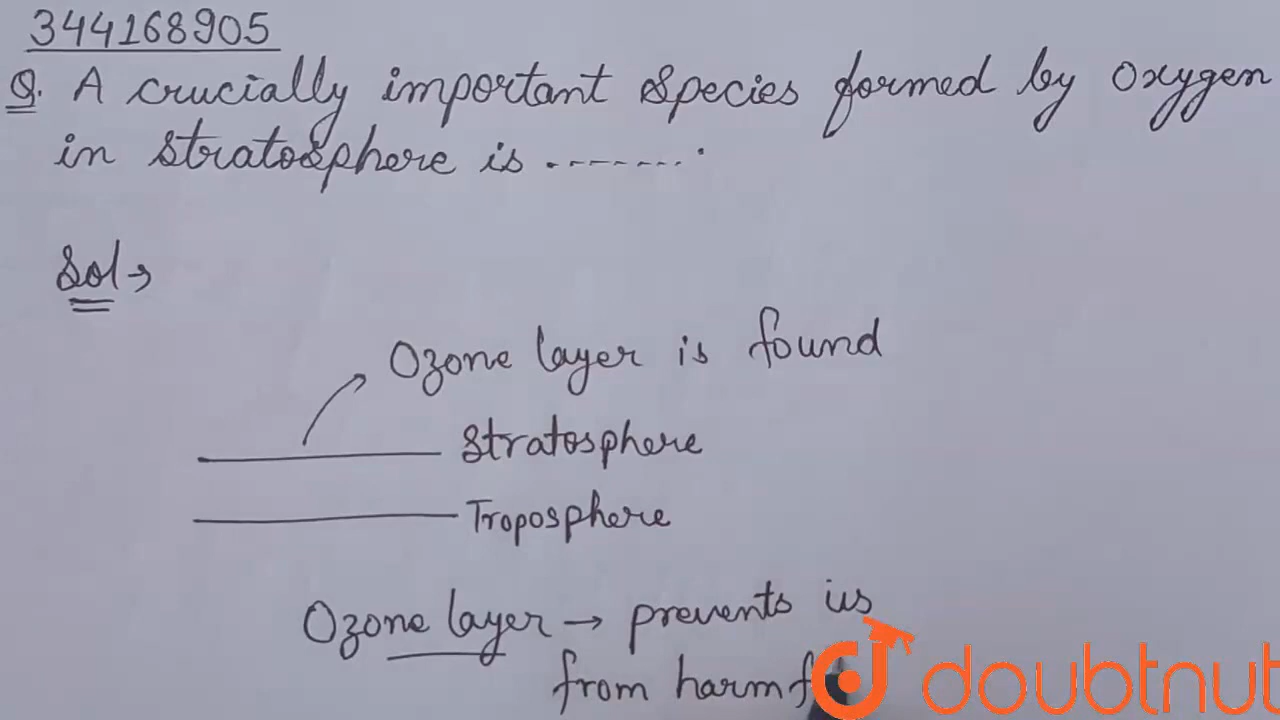 344168905
Q. A crucially important species formed by oxygen
in stratosphere is ........
Sol →
Ozone layer is found
Stratosphere
Troposphere
Ozone layer → prevents us
from harmf
doubtnut